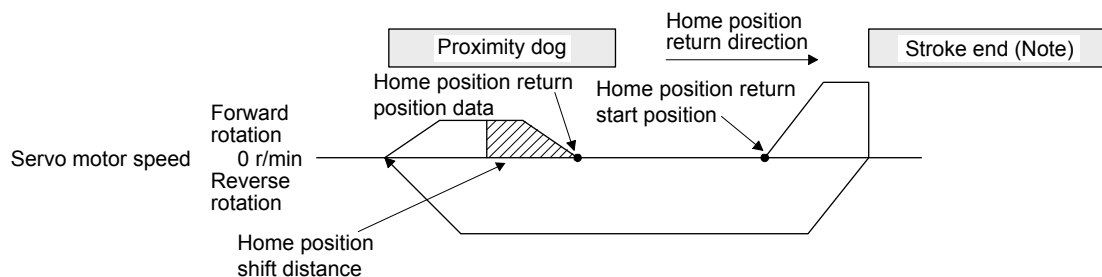 Proximity dog
Home position
return direction
Stroke end (Note)
Home position return
position data
Home position return
start position
Forward
rotation
Servo motor speed
0 r/min
Reverse
rotation
Home position
shift distance